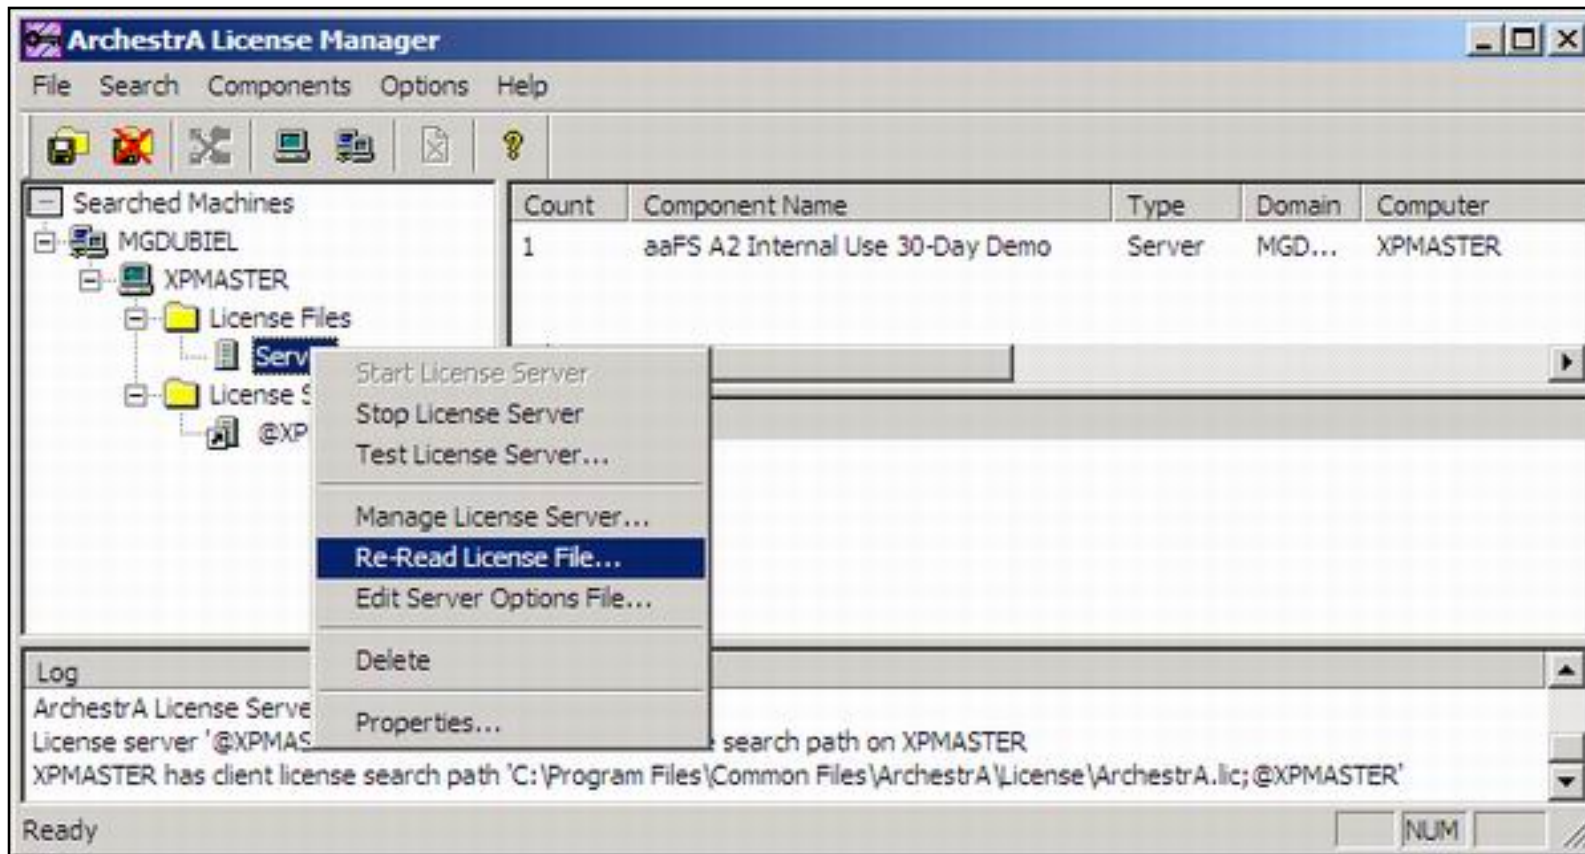 ArchestrA License Manager
File Search Components Options Help
Searched Machines
MGDUBIEL
XPMASTER
License Files
Serv
License S
@XP
Count Component Name Type Domain Computer
1 aaFS A2 Internal Use 30-Day Demo Server MGD... XPMASTER
Start License Server
Stop License Server
Test License Server...
Manage License Server...
Re-Read License File...
Edit Server Options File...
Delete
Properties...
Log
ArchestrA License Serve
License server '@XPMAS e search path on XPMASTER
XPMASTER has client license search path 'C:\Program Files\Common Files\ArchestrA\License\ArchestrA.lic;@XPMASTER'
Ready NUM